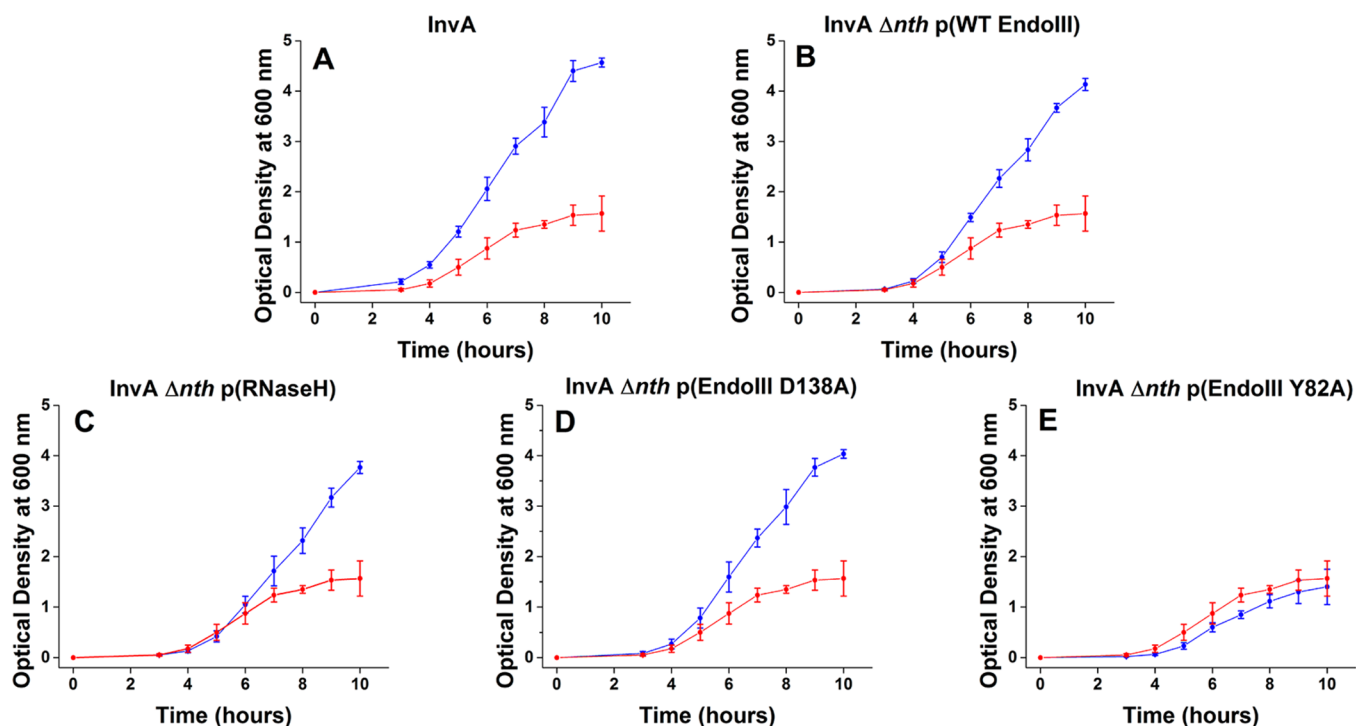 InvA
A
Optical Density at 600 nm
5
4
3
2
1
0
0 2 4 6 8 10
Time (hours)
InvA Δnth p(WT EndoIII)
B
Optical Density at 600 nm
5
4
3
2
1
0
0 2 4 6 8 10
Time (hours)
InvA Δnth p(RNaseH)
C
Optical Density at 600 nm
5
4
3
2
1
0
0 2 4 6 8 10
Time (hours)
InvA Δnth p(EndoIII D138A)
D
Optical Density at 600 nm
5
4
3
2
1
0
0 2 4 6 8 10
Time (hours)
InvA Δnth p(EndoIII Y82A)
E
Optical Density at 600 nm
5
4
3
2
1
0
0 2 4 6 8 10
Time (hours)